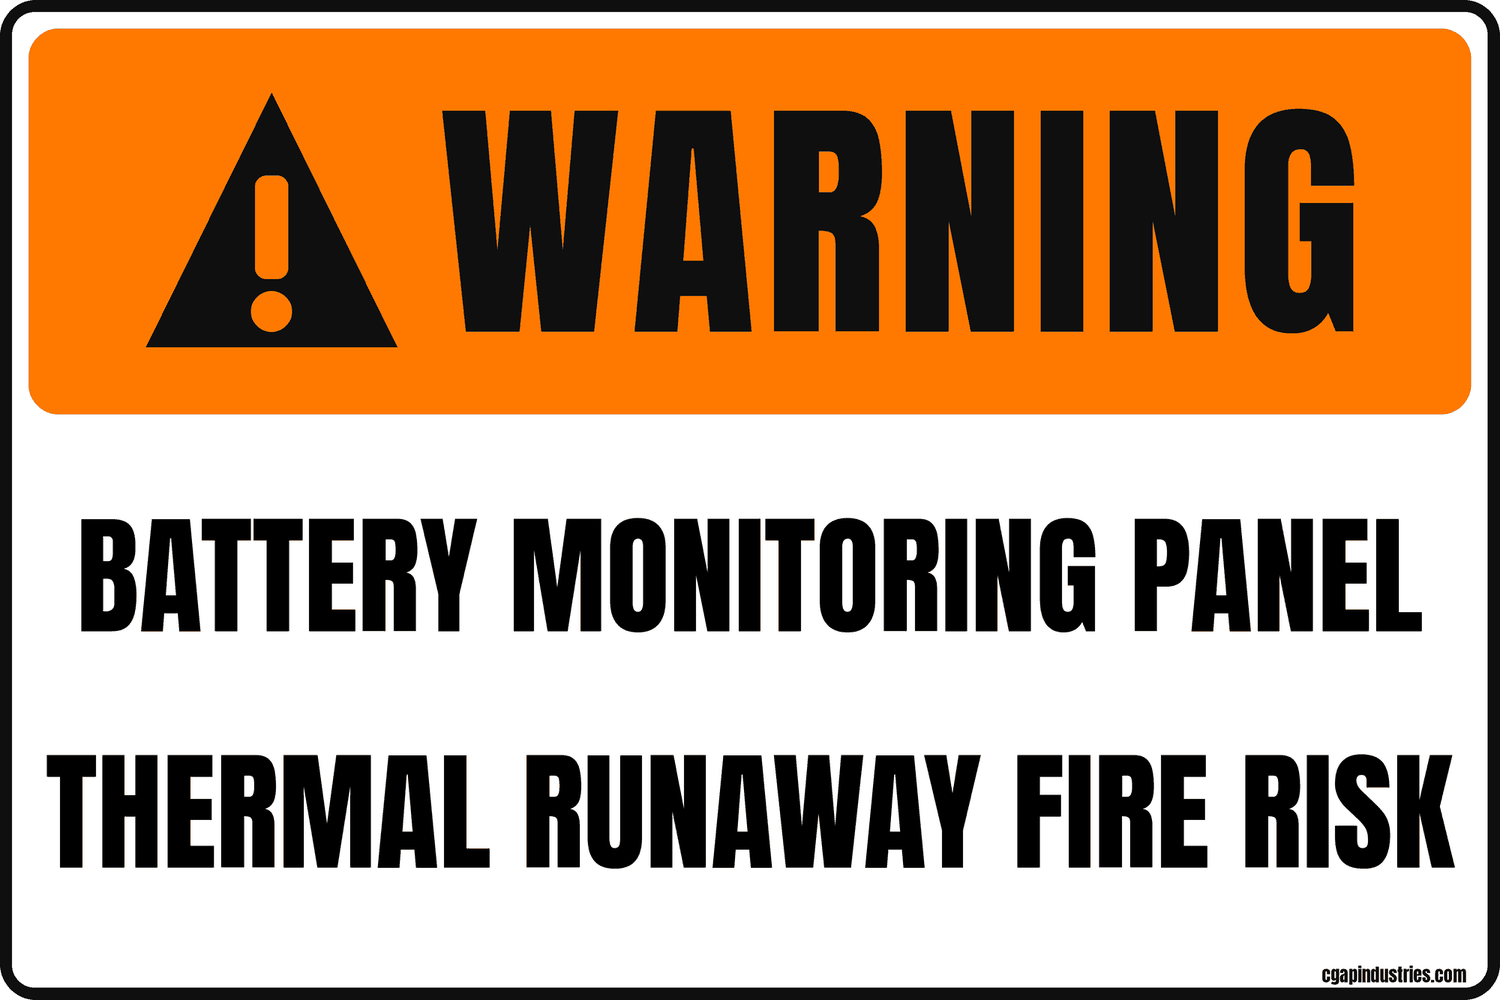 WARNING
BATTERY MONITORING PANEL
THERMAL RUNAWAY FIRE RISK
cgapindustries.com